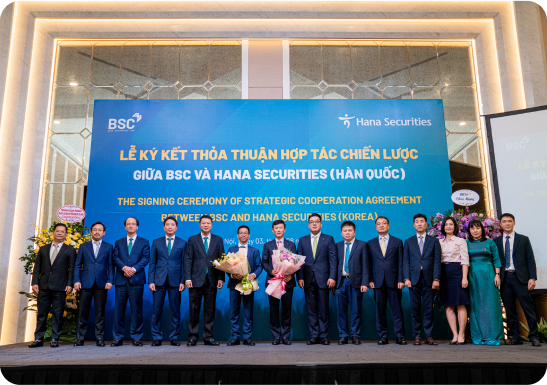 BSC
Hana Securities
LỄ KÝ KẾT THỎA THUẬN HỢP TÁC CHIẾN LƯỢC
GIỮA BSC VÀ HANA SECURITIES (HÀN QUỐC)
THE SIGNING CEREMONY OF STRATEGIC COOPERATION AGREEMENT
BETWEEN BSC AND HANA SECURITIES (KOREA)
BSC